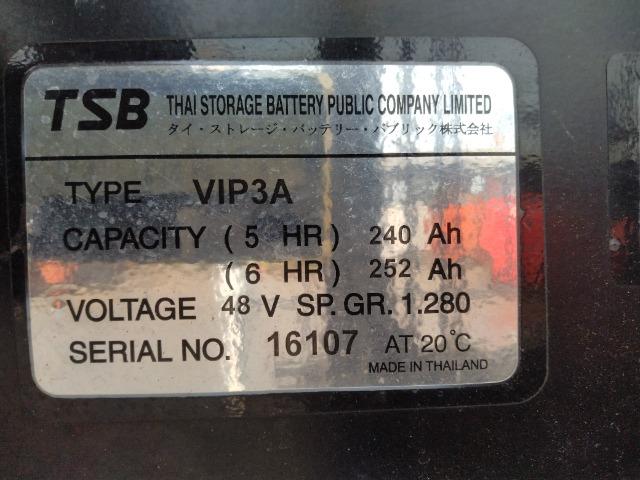 TSB THAI STORAGE BATTERY PUBLIC COMPANY LIMITED
タイ・ストレージ・バッテリー・パブリック株式会社
TYPE VIP3A
CAPACITY ( 5 HR ) 240 Ah
( 6 HR ) 252 Ah
VOLTAGE 48 V SP. GR. 1.280
SERIAL NO. 16107 AT 20°C
MADE IN THAILAND